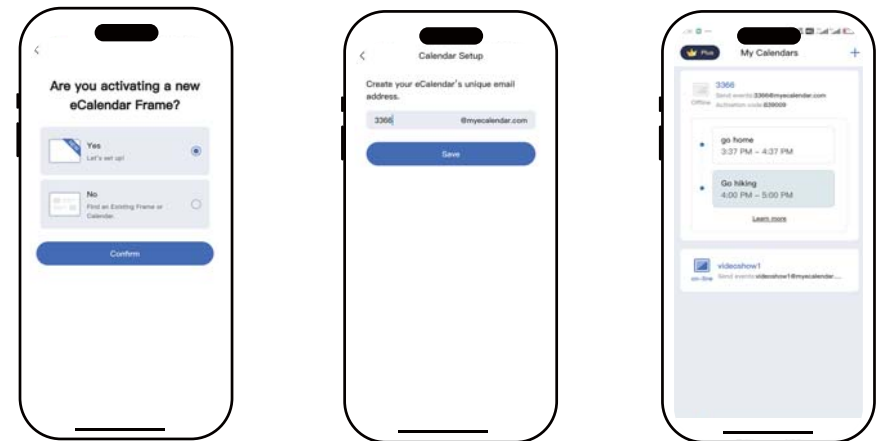 Are you activating a new
eCalendar Frame?
Yes
Let's set up!
No
Find an Existing Frame or
Calendar.
Confirm
Calendar Setup
Create your eCalendar's unique email
address.
3366 @myecalendar.com
Save
Plus My Calendars +
3366
Send events:3366@myecalendar.com
Offline Activation code:839009
go home
3:37 PM – 4:37 PM
Go hiking
4:00 PM – 5:00 PM
Learn more
videoshow1
on-line Send events:videoshow1@myecalendar....